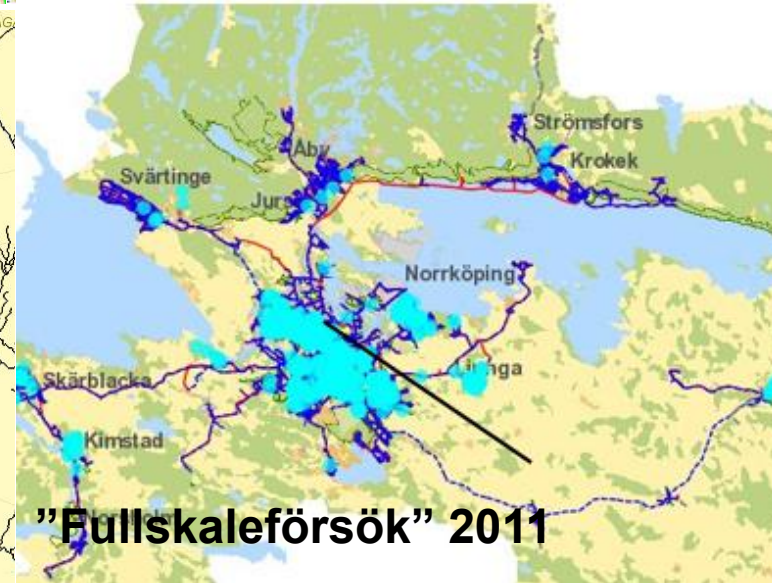 Strömsfors
Åby
Krokek
Svärtinge
Norrköping
Skärblacka
Kimstad
”Fullskaleförsök” 2011